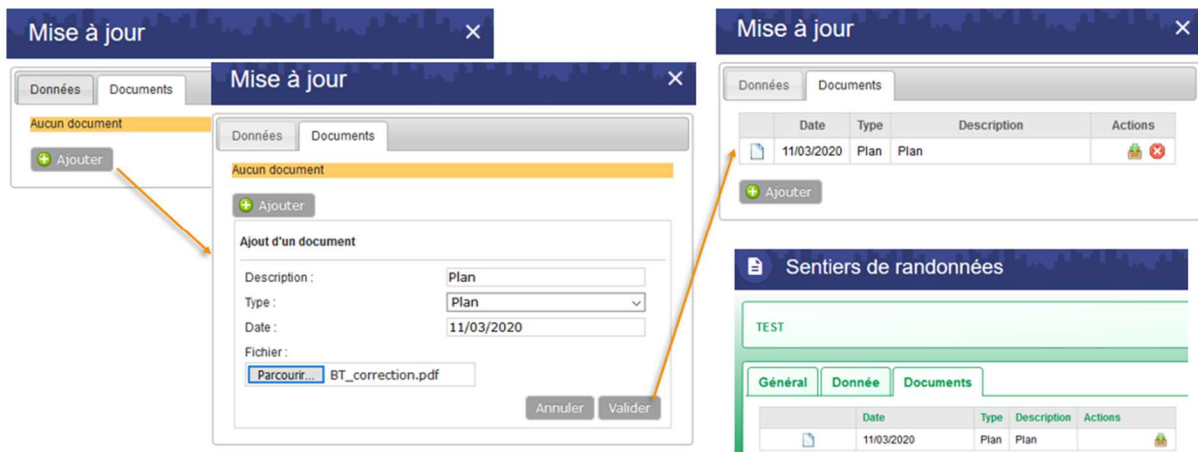 Mise à jour
Données Documents
Aucun document
Ajouter
Mise à jour
Données Documents
Aucun document
Ajouter
Ajout d'un document
Description : Plan
Type : Plan
Date : 11/03/2020
Fichier :
Parcourir... BT_correction.pdf
Annuler Valider
Mise à jour
Données Documents
Date Type Description Actions
11/03/2020 Plan Plan
Ajouter
Sentiers de randonnées
TEST
Général Donnée Documents
Date Type Description Actions
11/03/2020 Plan Plan